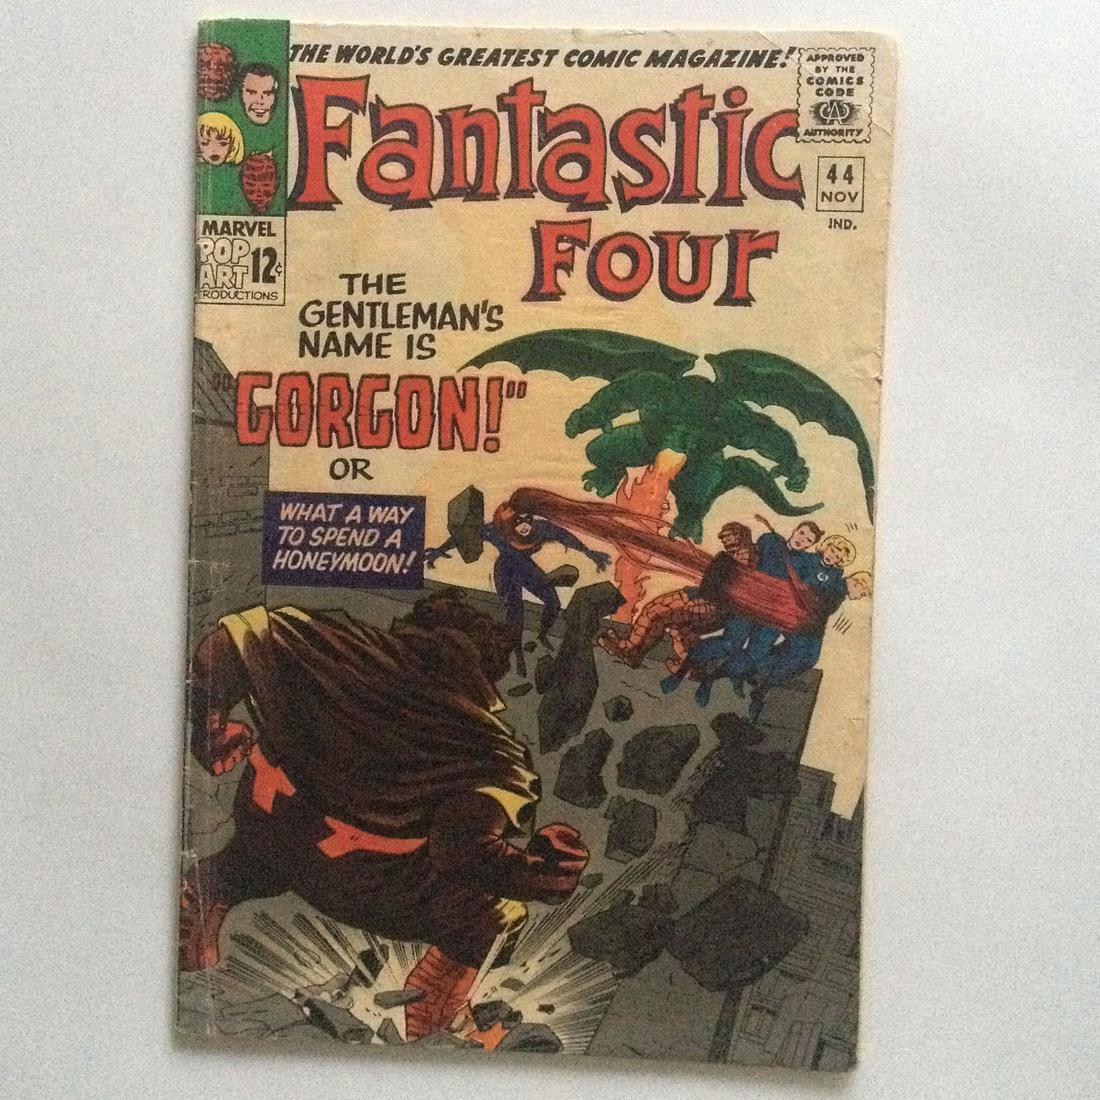 THE WORLD'S GREATEST COMIC MAGAZINE!
APPROVED
BY THE
COMICS
CODE
CA
AUTHORITY
Fantastic
Four
44
NOV
IND.
MARVEL
POP
ART
PRODUCTIONS
12¢
THE
GENTLEMAN'S
NAME IS
"GORGON!"
OR
WHAT A WAY
TO SPEND A
HONEYMOON!